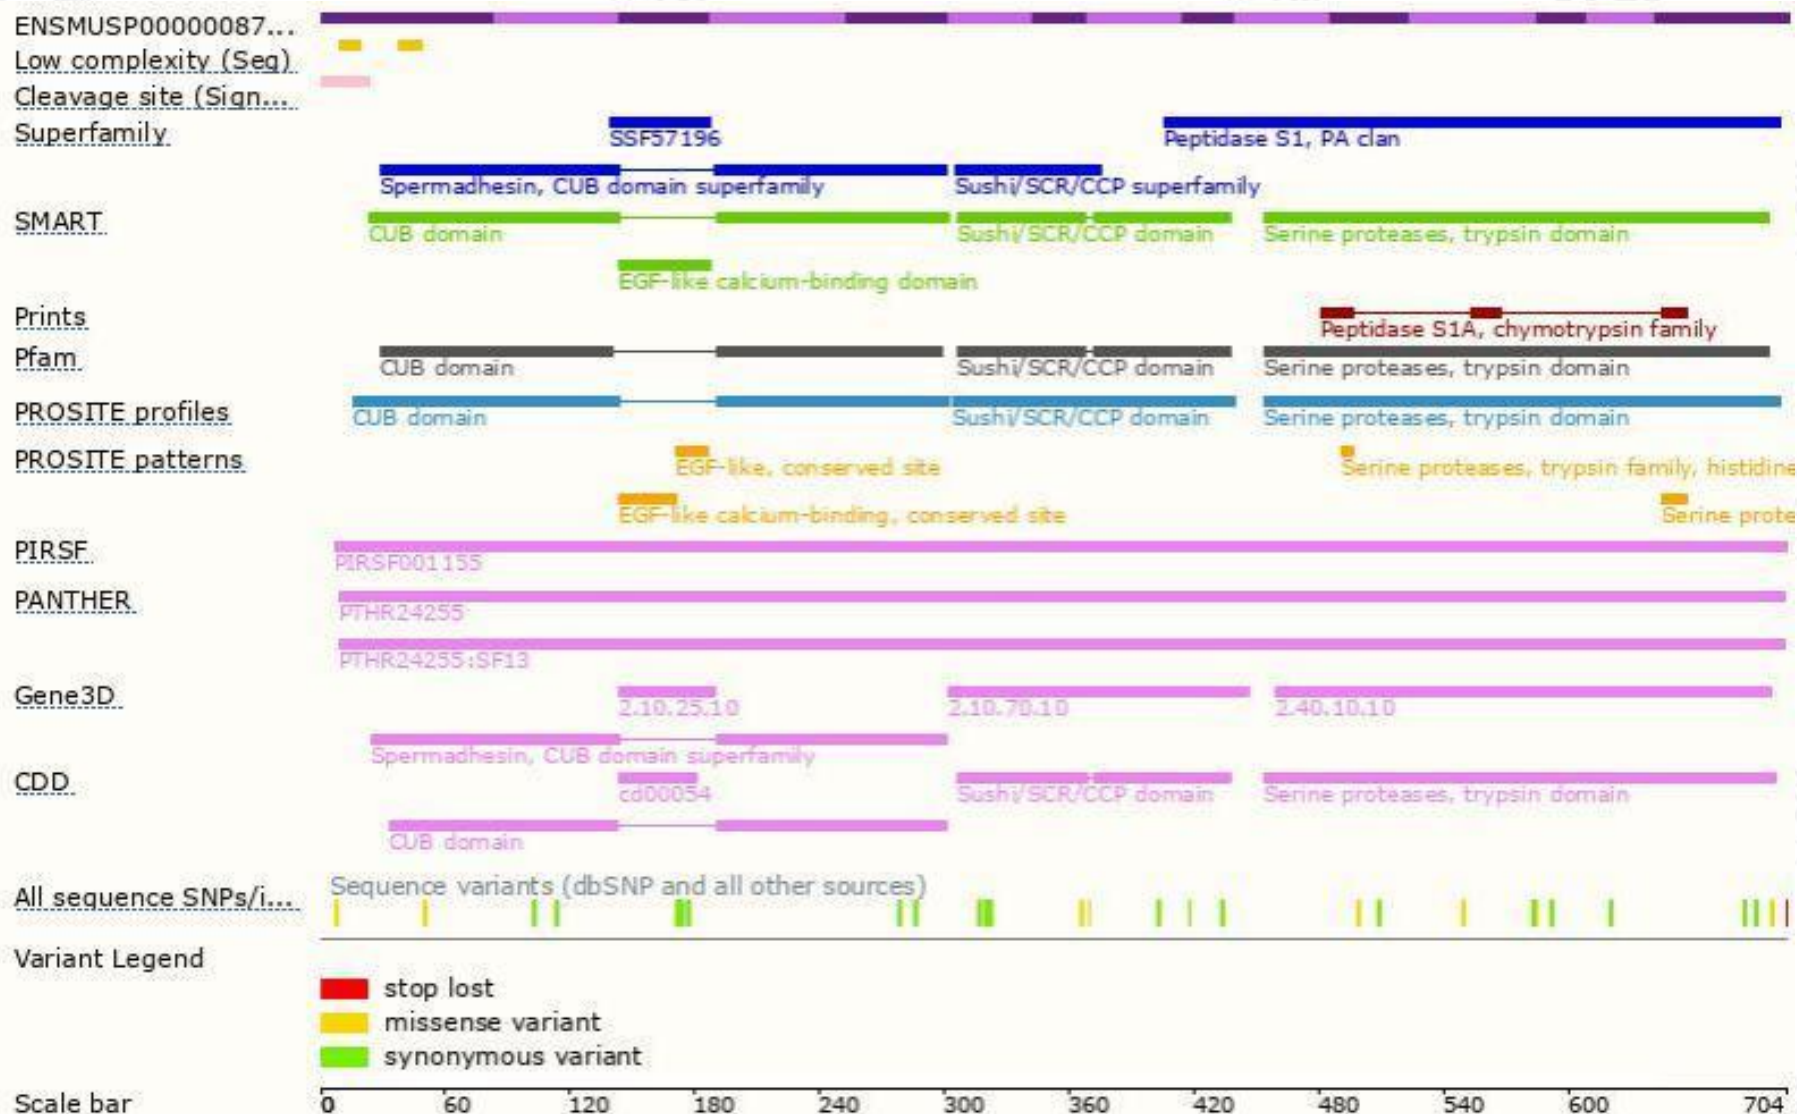 ENSMUSP00000087...
Low complexity (Seg)
Cleavage site (Sign...
Superfamily
SSF57196
Peptidase S1, PA clan
Spermadhesin, CUB domain superfamily
Sushi/SCR/CCP superfamily
SMART
CUB domain
Sushi/SCR/CCP domain
Serine proteases, trypsin domain
EGF-like calcium-binding domain
Prints
Peptidase S1A, chymotrypsin family
Pfam
CUB domain
Sushi/SCR/CCP domain
Serine proteases, trypsin domain
PROSITE profiles
CUB domain
Sushi/SCR/CCP domain
Serine proteases, trypsin domain
PROSITE patterns
EGF-like, conserved site
Serine proteases, trypsin family, histidine
EGF-like calcium-binding, conserved site
Serine prote
PIRSF
PIRSF001155
PANTHER
PTHR24255
PTHR24255:SF13
Gene3D
2.10.25.10
2.10.70.10
2.40.10.10
Spermadhesin, CUB domain superfamily
CDD
cd00054
Sushi/SCR/CCP domain
Serine proteases, trypsin domain
CUB domain
All sequence SNPs/i...
Sequence variants (dbSNP and all other sources)
Variant Legend
stop lost
missense variant
synonymous variant
Scale bar
0 60 120 180 240 300 360 420 480 540 600 704